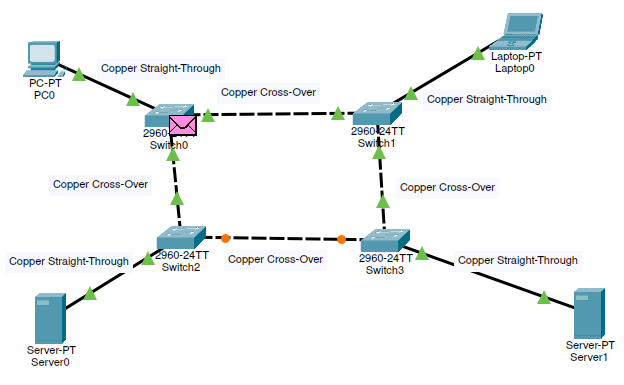 Copper Straight-Through
PC-PT
PC0
Copper Cross-Over
Laptop-PT
Laptop0
Copper Straight-Through
2960-
Switch0
2960-24TT
Switch1
Copper Cross-Over
Copper Cross-Over
2960-24TT
Switch2
Copper Cross-Over
2960-24TT
Switch3
Copper Straight-Through
Copper Straight-Through
Server-PT
Server0
Server-PT
Server1